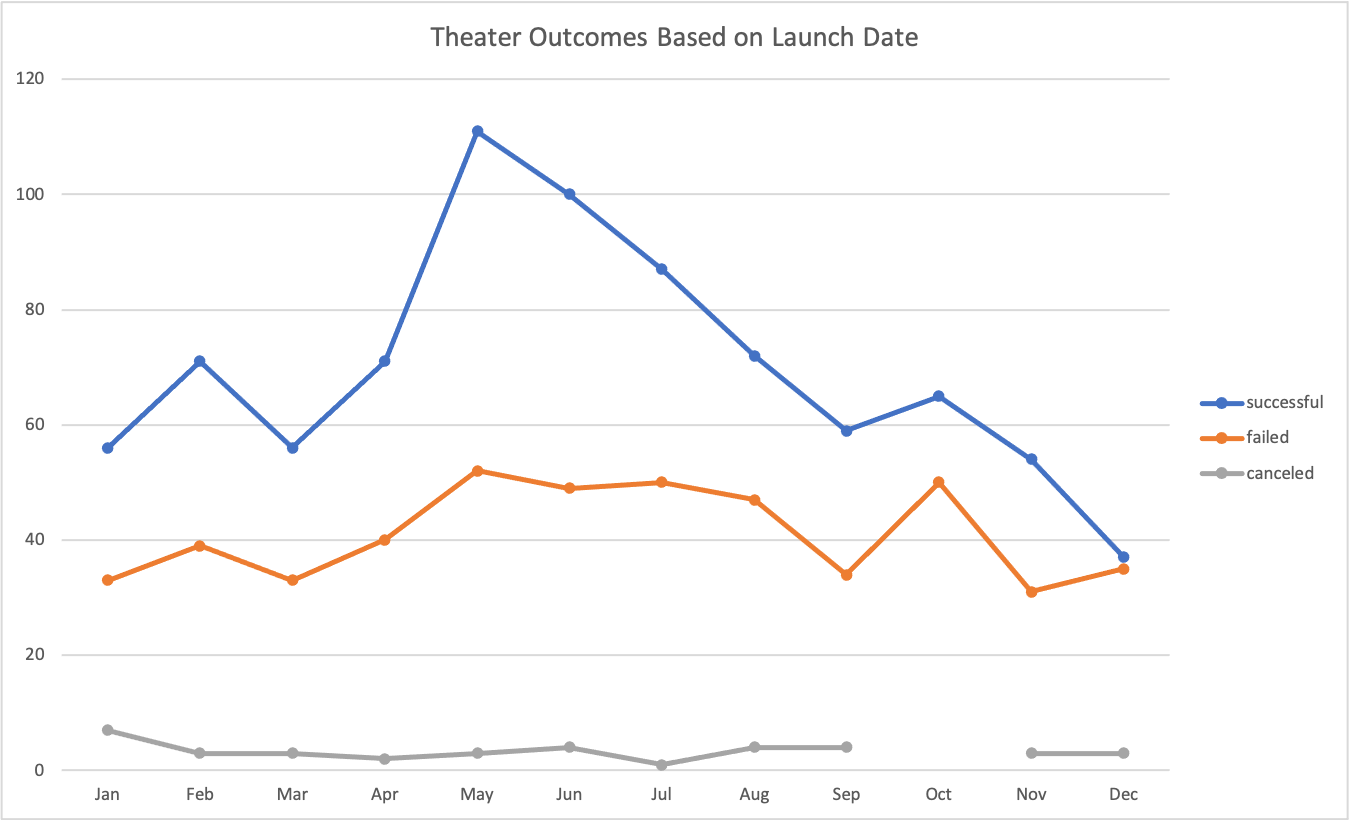 Theater Outcomes Based on Launch Date
120
100
80
60
40
20
0
Jan Feb Mar Apr May Jun Jul Aug Sep Oct Nov Dec
successful
failed
canceled